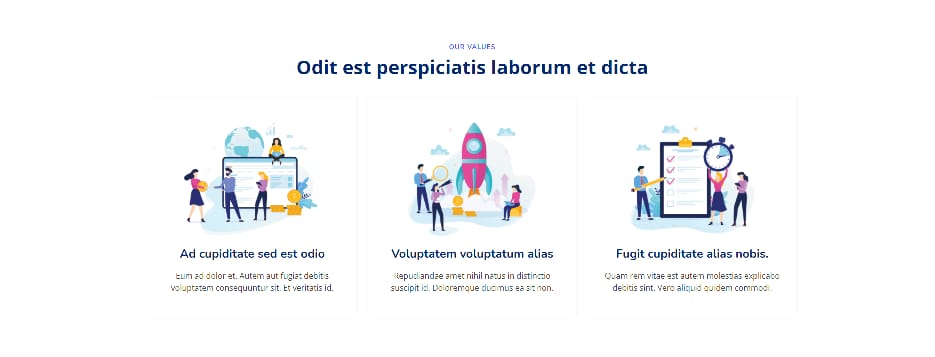 OUR VALUES
Odit est perspiciatis laborum et dicta
Ad cupiditate sed est odio
Eum ad dolor et. Autem aut fugiat debitis
voluptatem consequuntur sit. Et veritatis id.
Voluptatem voluptatum alias
Repudiandae amet nihil natus in distinctio
suscipit id. Doloremque ducimus ea sit non.
Fugit cupiditate alias nobis.
Quam rem vitae est autem molestias explicabo
debitis sint. Vero aliquid quidem commodi.